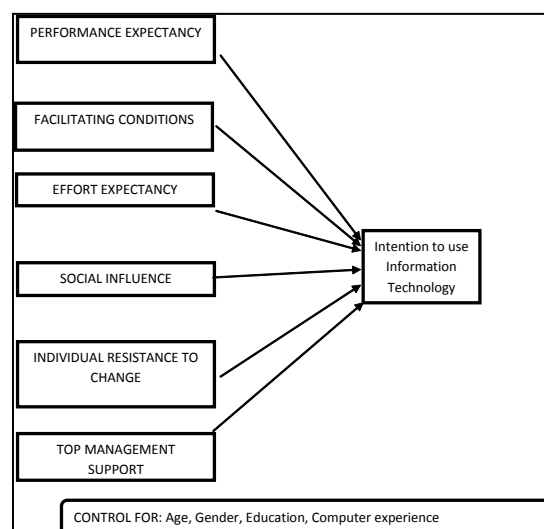 PERFORMANCE EXPECTANCY
FACILITATING CONDITIONS
EFFORT EXPECTANCY
SOCIAL INFLUENCE
INDIVIDUAL RESISTANCE TO
CHANGE
TOP MANAGEMENT
SUPPORT
Intention to use
Information
Technology
CONTROL FOR: Age, Gender, Education, Computer experience